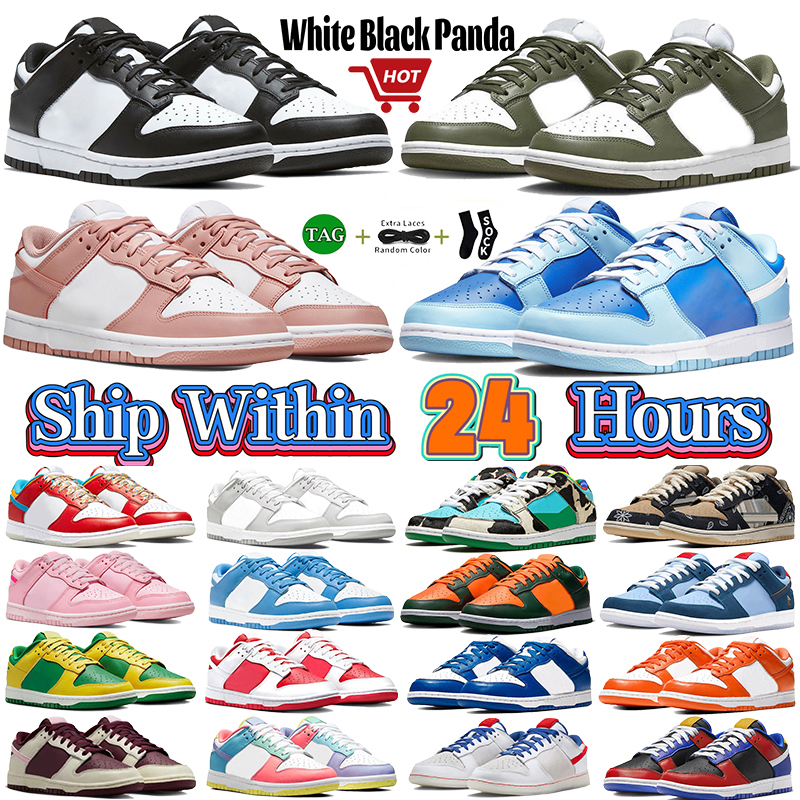 White Black Panda
HOT
TAG
+
Extra Laces
Random Color
+
SOCK
Ship Within 24 Hours